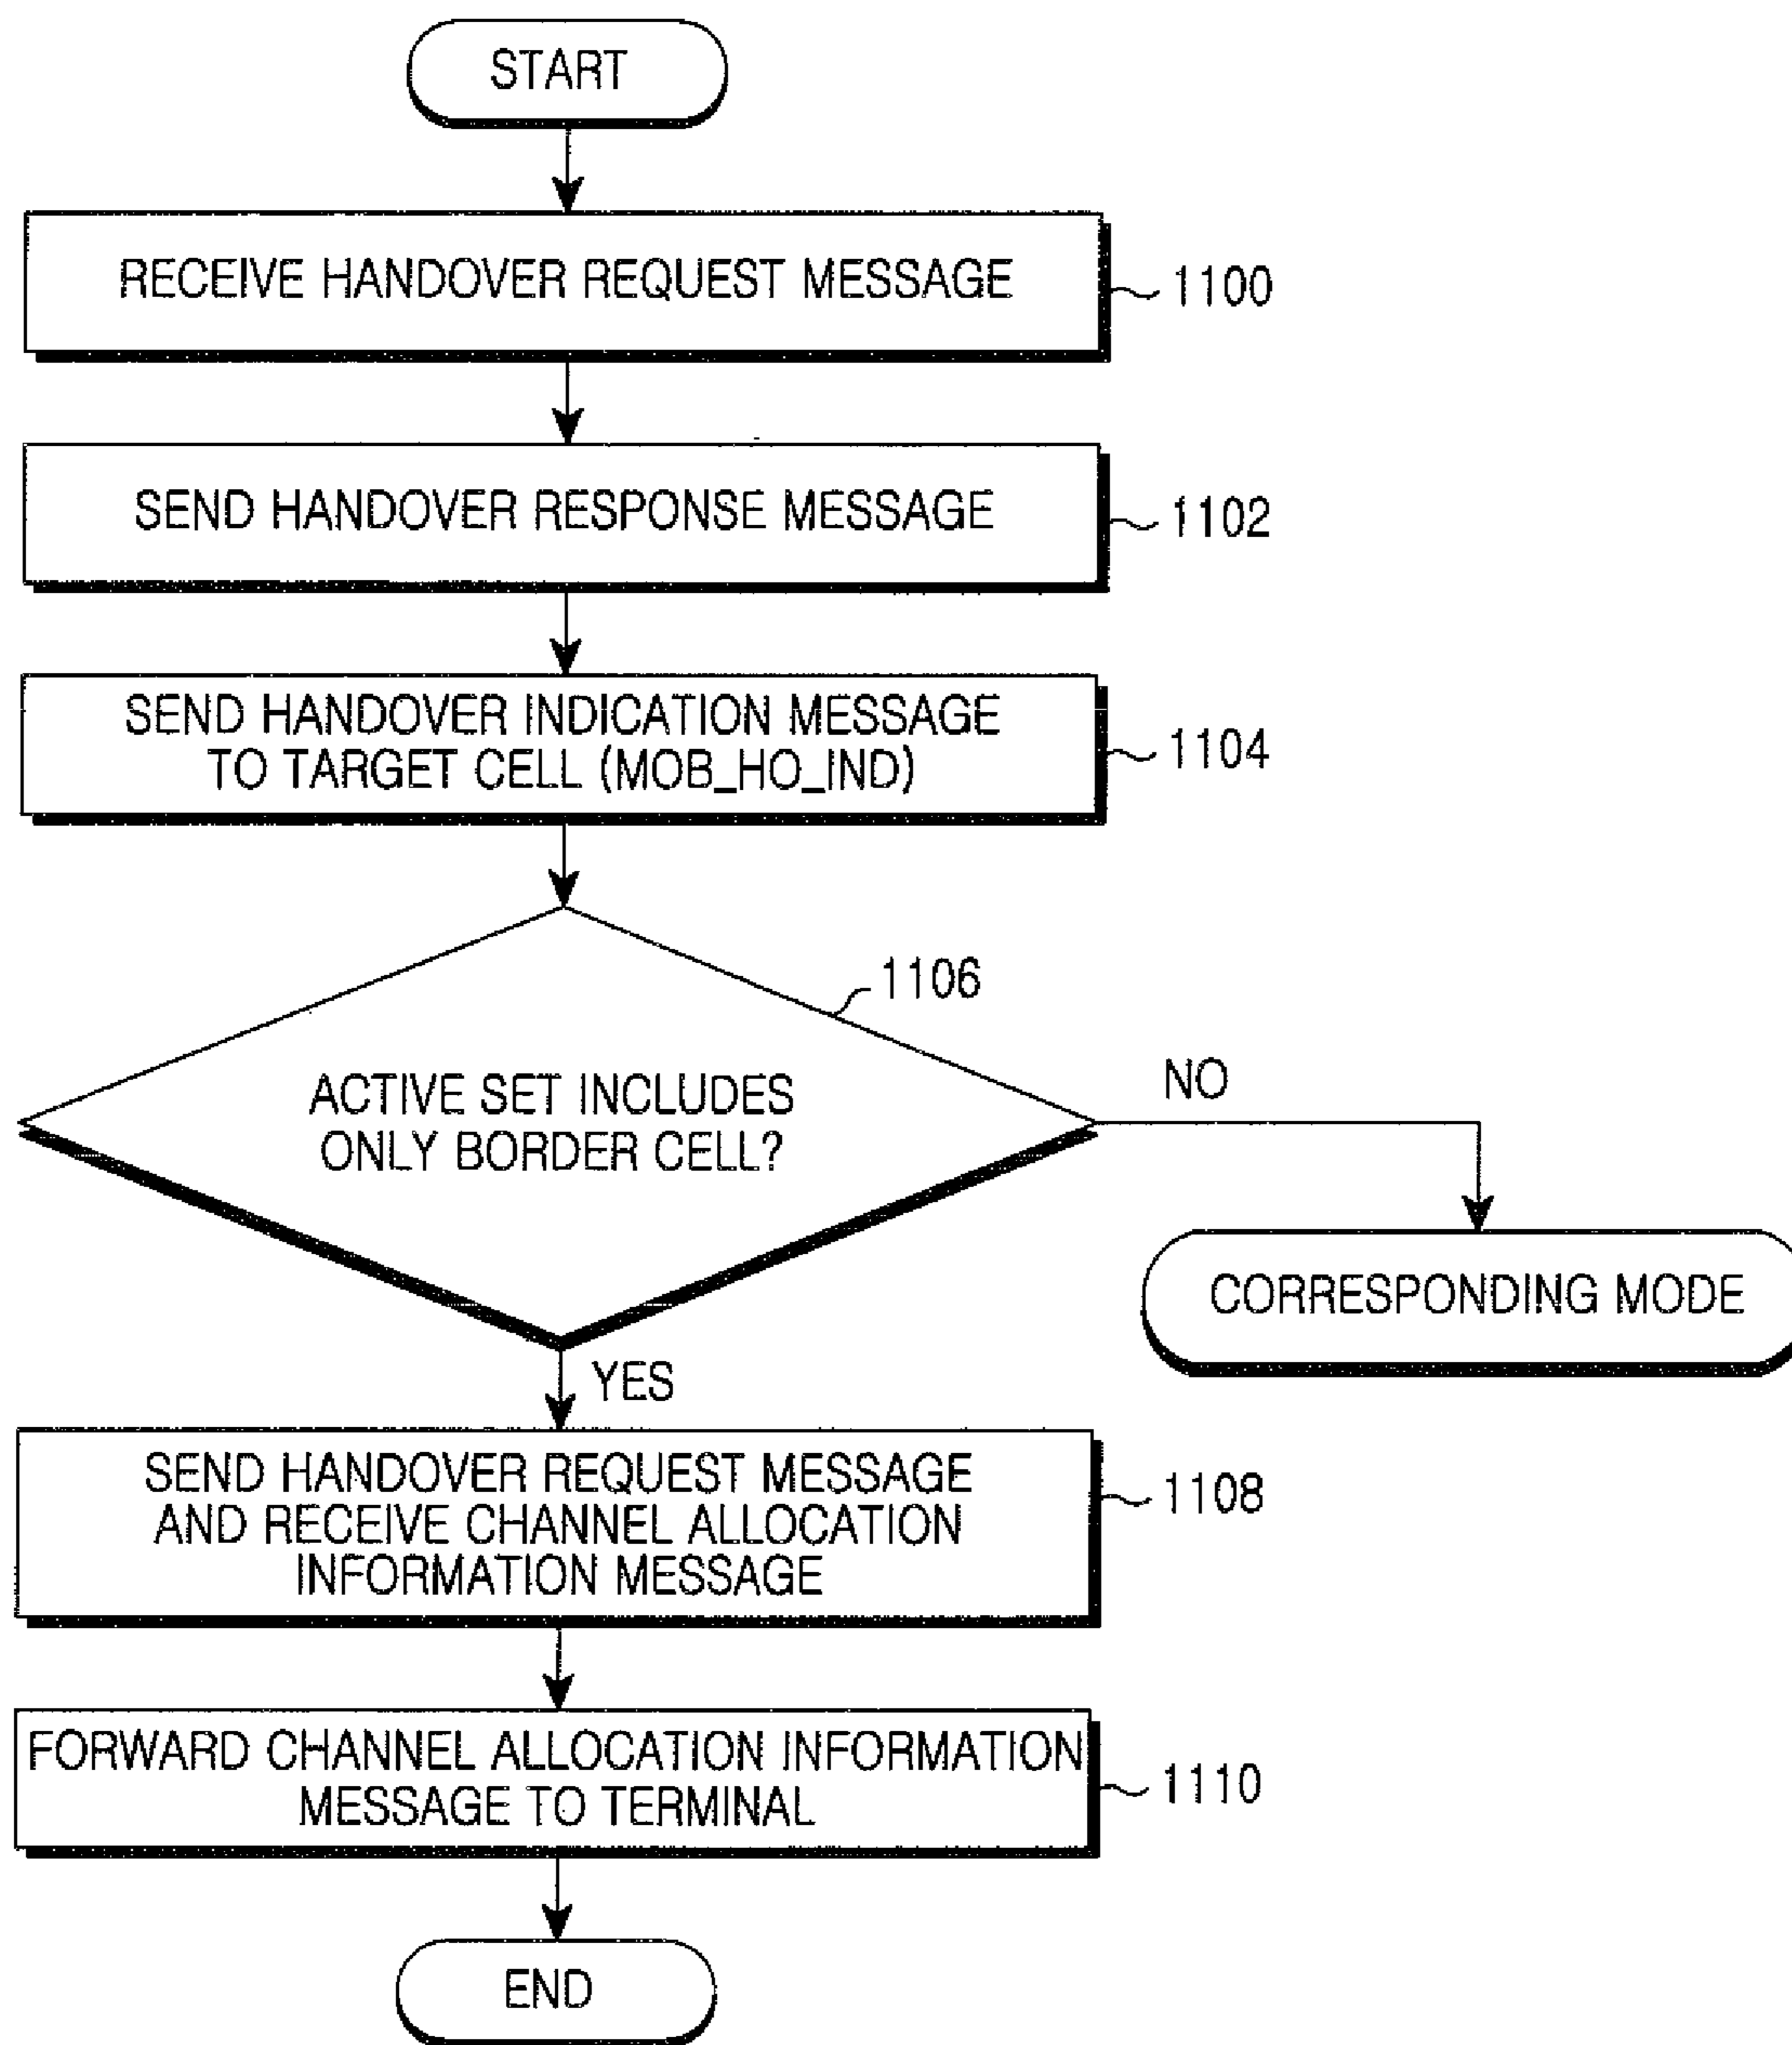 START
RECEIVE HANDOVER REQUEST MESSAGE
1100
SEND HANDOVER RESPONSE MESSAGE
1102
SEND HANDOVER INDICATION MESSAGE
TO TARGET CELL (MOB_HO_IND)
1104
1106
ACTIVE SET INCLUDES
ONLY BORDER CELL?
NO
CORRESPONDING MODE
YES
SEND HANDOVER REQUEST MESSAGE
AND RECEIVE CHANNEL ALLOCATION
INFORMATION MESSAGE
1108
FORWARD CHANNEL ALLOCATION INFORMATION
MESSAGE TO TERMINAL
1110
END